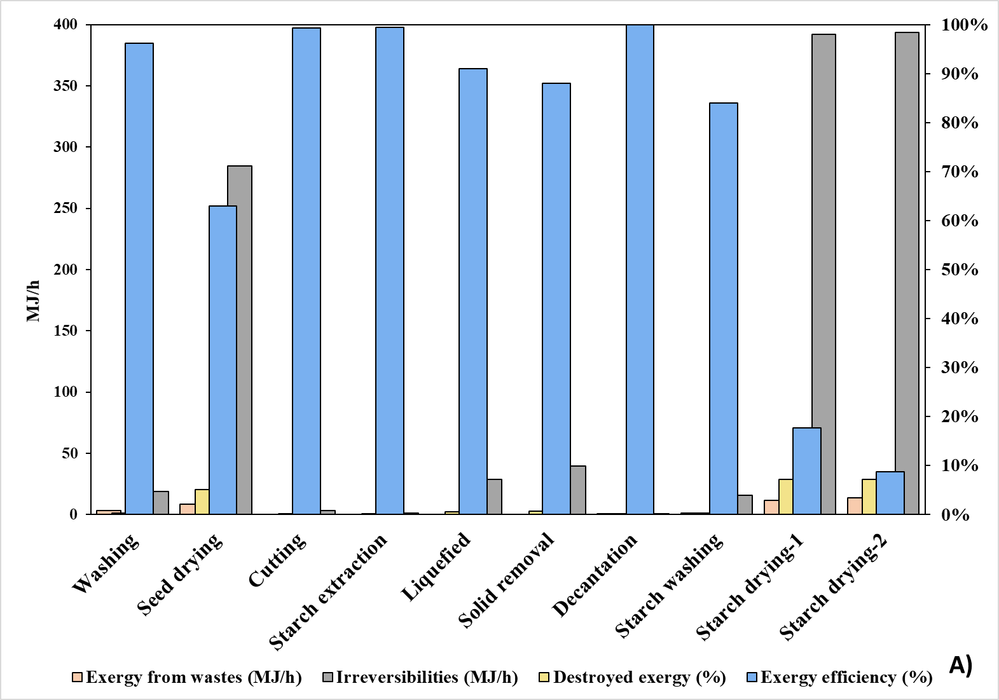 400
350
300
250
200
150
100
50
0
MJ/h
100%
90%
80%
70%
60%
50%
40%
30%
20%
10%
0%
Washing
Seed drying
Cutting
Starch extraction
Liquefied
Solid removal
Decantation
Starch washing
Starch drying-1
Starch drying-2
Exergy from wastes (MJ/h) Irreversibilities (MJ/h) Destroyed exergy (%) Exergy efficiency (%)
A)